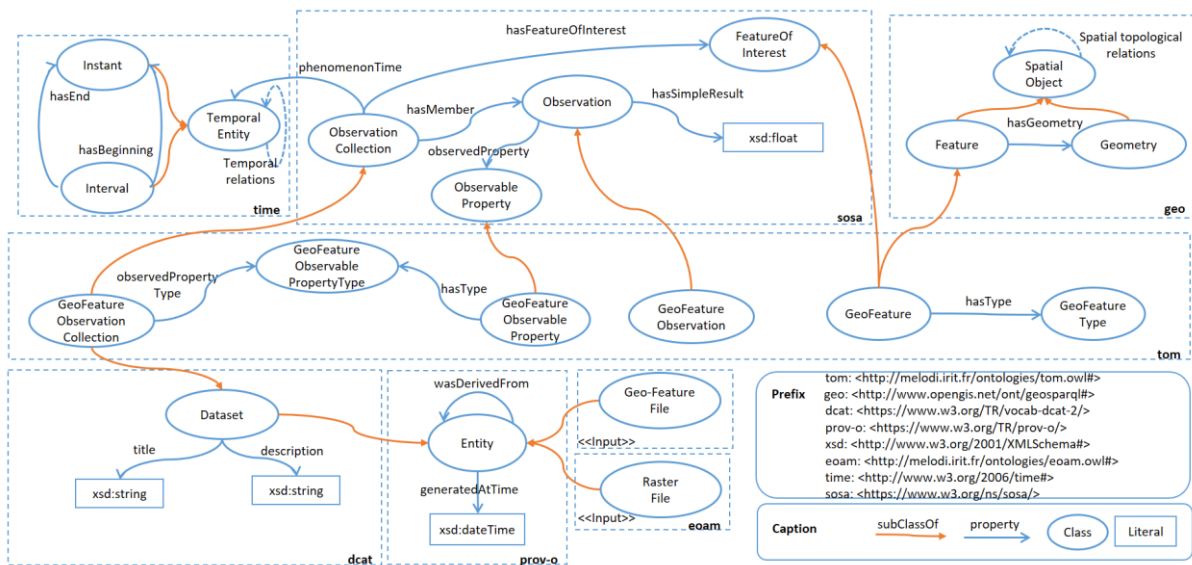 Instant
hasEnd
hasBeginning
Interval
Temporal
Entity
Temporal
relations
time
phenomenonTime
hasFeatureOfInterest
FeatureOf
Interest
Observation
Collection
hasMember
Observation
hasSimpleResult
xsd:float
observedProperty
Observable
Property
sosa
Spatial topological
relations
Spatial
Object
hasGeometry
Feature
Geometry
geo
observedProperty
Type
GeoFeature
Observable
PropertyType
hasType
GeoFeature
Observation
Collection
GeoFeature
Observable
Property
GeoFeature
Observation
GeoFeature
hasType
GeoFeature
Type
tom
Dataset
title
description
xsd:string
xsd:string
dcat
wasDerivedFrom
Entity
generatedAtTime
xsd:dateTime
prov-o
Geo-Feature
File
<<Input>>
Raster
File
<<Input>>
eoam
Prefix
tom: <http://melodi.irit.fr/ontologies/tom.owl#>
geo: <http://www.opengis.net/ont/geosparql#>
dcat: <https://www.w3.org/TR/vocab-dcat-2/>
prov-o: <https://www.w3.org/TR/prov-o/>
xsd: <http://www.w3.org/2001/XMLSchema#>
eoam: <http://melodi.irit.fr/ontologies/eoam.owl#>
time: <http://www.w3.org/2006/time#>
sosa: <https://www.w3.org/ns/sosa/>
Caption
subClassOf
property
Class
Literal